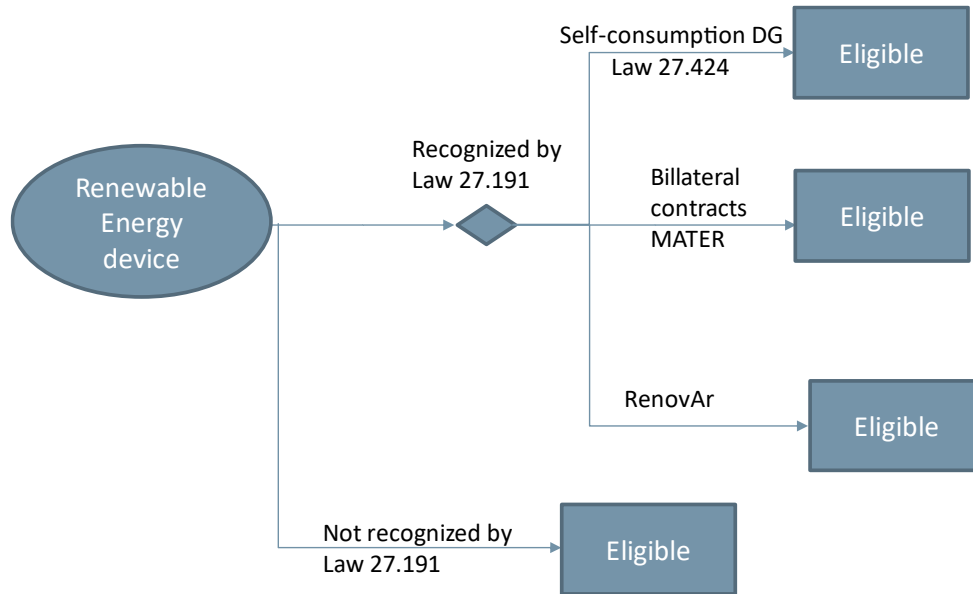 Self-consumption DG
Law 27.424
Eligible
Recognized by
Law 27.191
Renewable
Energy
device
Billateral
contracts
MATER
Eligible
RenovAr
Eligible
Not recognized by
Law 27.191
Eligible